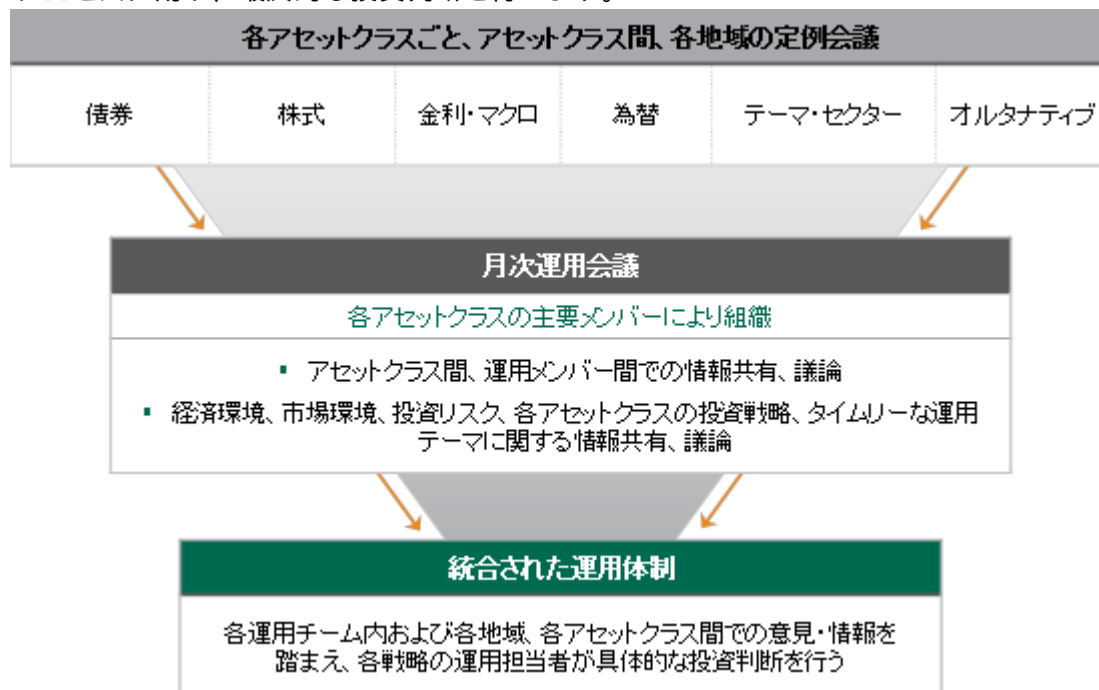 各アセットクラスごと、アセットクラス間、各地域の定例会議
債券
株式
金利・マクロ
為替
テーマ・セクター
オルタナティブ
月次運用会議
各アセットクラスの主要メンバーにより組織
▪ アセットクラス間、運用メンバー間での情報共有、議論
▪ 経済環境、市場環境、投資リスク、各アセットクラスの投資戦略、タイムリーな運用
テーマに関する情報共有、議論
統合された運用体制
各運用チーム内および各地域、各アセットクラス間での意見・情報を
踏まえ、各戦略の運用担当者が具体的な投資判断を行う